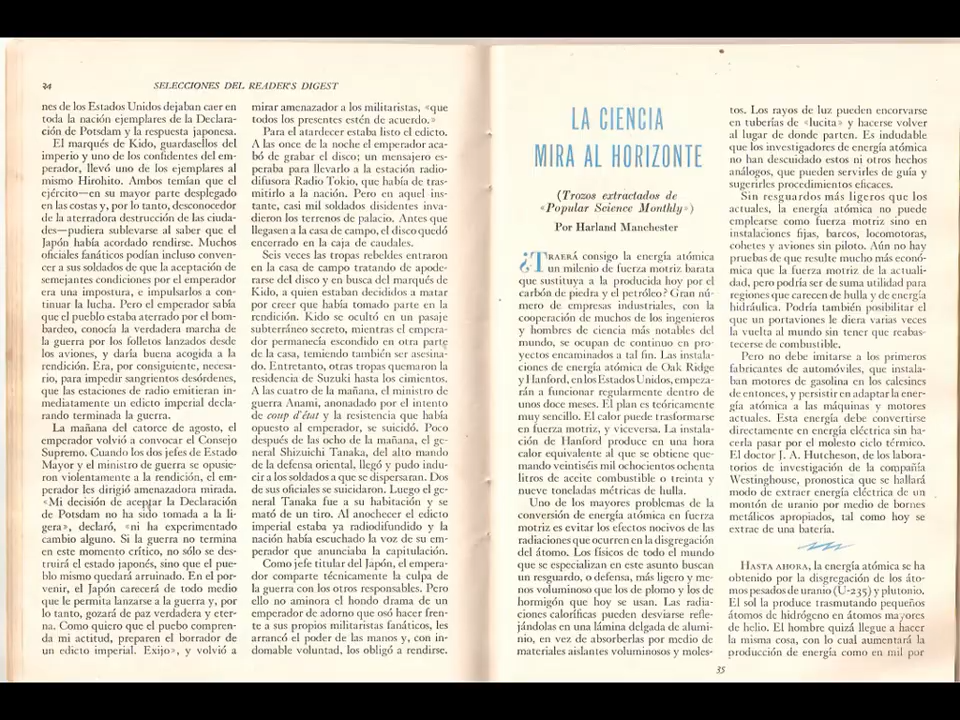 34
SELECCIONES DEL READER'S DIGEST
nes de los Estados Unidos dejaban caer en
toda la nación ejemplares de la Declara-
ción de Potsdam y la respuesta japonesa.
El marqués de Kido, guardasellos del
imperio y uno de los confidentes del em-
perador, llevó uno de los ejemplares al
mismo Hirohito. Ambos temían que el
ejército—en su mayor parte desplegado
en las costas y, por lo tanto, desconocedor
de la aterradora destrucción de las ciuda-
des—pudiera sublevarse al saber que el
Japón había acordado rendirse. Muchos
oficiales fanáticos podían incluso conven-
cer a sus soldados de que la aceptación de
semejantes condiciones por el emperador
era una impostura, e impulsarlos a con-
tinuar la lucha. Pero el emperador sabía
que el pueblo estaba aterrado por el bom-
bardeo, conocía la verdadera marcha de
la guerra por los folletos lanzados desde
los aviones, y daría buena acogida a la
rendición. Era, por consiguiente, necesa-
rio, para impedir sangrientos desórdenes,
que las estaciones de radio emitieran in-
mediatamente un edicto imperial decla-
rando terminada la guerra.
La mañana del catorce de agosto, el
emperador volvió a convocar el Consejo
Supremo. Cuando los dos jefes de Estado
Mayor y el ministro de guerra se opusie-
ron violentamente a la rendición, el em-
perador les dirigió amenazadora mirada.
«Mi decisión de aceptar la Declaración
de Potsdam no ha sido tomada a la li-
gera», declaró, «ni ha experimentado
cambio alguno. Si la guerra no termina
en este momento crítico, no sólo se des-
truirá el estado japonés, sino que el pue-
blo mismo quedará arruinado. En el por-
venir, el Japón carecerá de todo medio
que le permita lanzarse a la guerra y, por
lo tanto, gozará de paz verdadera y eter-
na. Como quiero que el puebo compren-
da mi actitud, preparen el borrador de
un edicto imperial. Exijo», y volvió a
mirar amenazador a los militaristas, «que
todos los presentes estén de acuerdo.»
Para el atardecer estaba listo el edicto.
A las once de la noche el emperador aca-
bó de grabar el disco; un mensajero es-
peraba para llevarlo a la estación radio-
difusora Radio Tokio, que había de tras-
mitirlo a la nación. Pero en aquel ins-
tante, casi mil soldados disidentes inva-
dieron los terrenos de palacio. Antes que
llegasen a la casa de campo, el disco quedó
encerrado en la caja de caudales.
Seis veces las tropas rebeldes entraron
en la casa de campo tratando de apode-
rarse del disco y en busca del marqués de
Kido, a quien estaban decididos a matar
por creer que había tomado parte en la
rendición. Kido se ocultó en un pasaje
subterráneo secreto, mientras el empera-
dor permanecía escondido en otra parte
de la casa, temiendo también ser asesina-
do. Entretanto, otras tropas quemaron la
residencia de Suzuki hasta los cimientos.
A las cuatro de la mañana, el ministro de
guerra Anami, anonadado por el intento
de coup d'état y la resistencia que había
opuesto al emperador, se suicidó. Poco
después de las ocho de la mañana, el ge-
neral Shizuichi Tanaka, del alto mando
de la defensa oriental, llegó y pudo indu-
cir a los soldados a que se dispersaran. Dos
de sus oficiales se suicidaron. Luego el ge-
neral Tanaka fue a su habitación y se
mató de un tiro. Al anochecer el edicto
imperial estaba ya radiodifundido y la
nación había escuchado la voz de su em-
perador que anunciaba la capitulación.
Como jefe titular del Japón, el empera-
dor comparte técnicamente la culpa de
la guerra con los otros responsables. Pero
ello no aminora el hondo drama de un
emperador de adorno que osó hacer fren-
te a sus propios militaristas fanáticos, les
arrancó el poder de las manos y, con in-
domable voluntad, los obligó a rendirse.
LA CIENCIA
MIRA AL HORIZONTE
(Trozos extractados de
«Popular Science Monthly»)
Por Harland Manchester
¿TRAERÁ consigo la energía atómica
un milenio de fuerza motriz barata
que sustituya a la producida hoy por el
carbón de piedra y el petróleo? Gran nú-
mero de empresas industriales, con la
cooperación de muchos de los ingenieros
y hombres de ciencia más notables del
mundo, se ocupan de continuo en pro-
yectos encaminados a tal fin. Las instala-
ciones de energía atómica de Oak Ridge
y Hanford, en los Estados Unidos, empeza-
rán a funcionar regularmente dentro de
unos doce meses. El plan es teóricamente
muy sencillo. El calor puede trasformarse
en fuerza motriz, y viceversa. La instala-
ción de Hanford produce en una hora
calor equivalente al que se obtiene que-
mando veintiséis mil ochocientos ochenta
litros de aceite combustible o treinta y
nueve toneladas métricas de hulla.
Uno de los mayores problemas de la
conversión de energía atómica en fuerza
motriz es evitar los efectos nocivos de las
radiaciones que ocurren en la disgregación
del átomo. Los físicos de todo el mundo
que se especializan en este asunto buscan
un resguardo, o defensa, más ligero y me-
nos voluminoso que los de plomo y los de
hormigón que hoy se usan. Las radia-
ciones caloríficas pueden desviarse refle-
jándolas en una lámina delgada de alumi-
nio, en vez de absorberlas por medio de
materiales aislantes voluminosos y moles-
tos. Los rayos de luz pueden encorvarse
en tuberías de «lucita» y hacerse volver
al lugar de donde parten. Es indudable
que los investigadores de energía atómica
no han descuidado estos ni otros hechos
análogos, que pueden servirles de guía y
sugerirles procedimientos eficaces.
Sin resguardos más ligeros que los
actuales, la energía atómica no puede
emplearse como fuerza motriz sino en
instalaciones fijas, barcos, locomotoras,
cohetes y aviones sin piloto. Aún no hay
pruebas de que resulte mucho más econó-
mica que la fuerza motriz de la actuali-
dad, pero podría ser de suma utilidad para
regiones que carecen de hulla y de energía
hidráulica. Podría también posibilitar el
que un portaviones le diera varias veces
la vuelta al mundo sin tener que reabas-
tecerse de combustible.
Pero no debe imitarse a los primeros
fabricantes de automóviles, que instala-
ban motores de gasolina en los calesines
de entonces, y persistir en adaptar la ener-
gía atómica a las máquinas y motores
actuales. Esta energía debe convertirse
directamente en energía eléctrica sin ha-
cerla pasar por el molesto ciclo térmico.
El doctor J. A. Hutcheson, de los labora-
torios de investigación de la compañía
Westinghouse, pronostica que se hallará
modo de extraer energía eléctrica de un
montón de uranio por medio de bornes
metálicos apropiados, tal como hoy se
extrae de una batería.
HASTA AHORA, la energía atómica se ha
obtenido por la disgregación de los áto-
mos pesados de uranio (U-235) y plutonio.
El sol la produce trasmutando pequeños
átomos de hidrógeno en átomos mayores
de helio. El hombre quizá llegue a hacer
la misma cosa, con lo cual aumentará la
producción de energía como en mil por
35